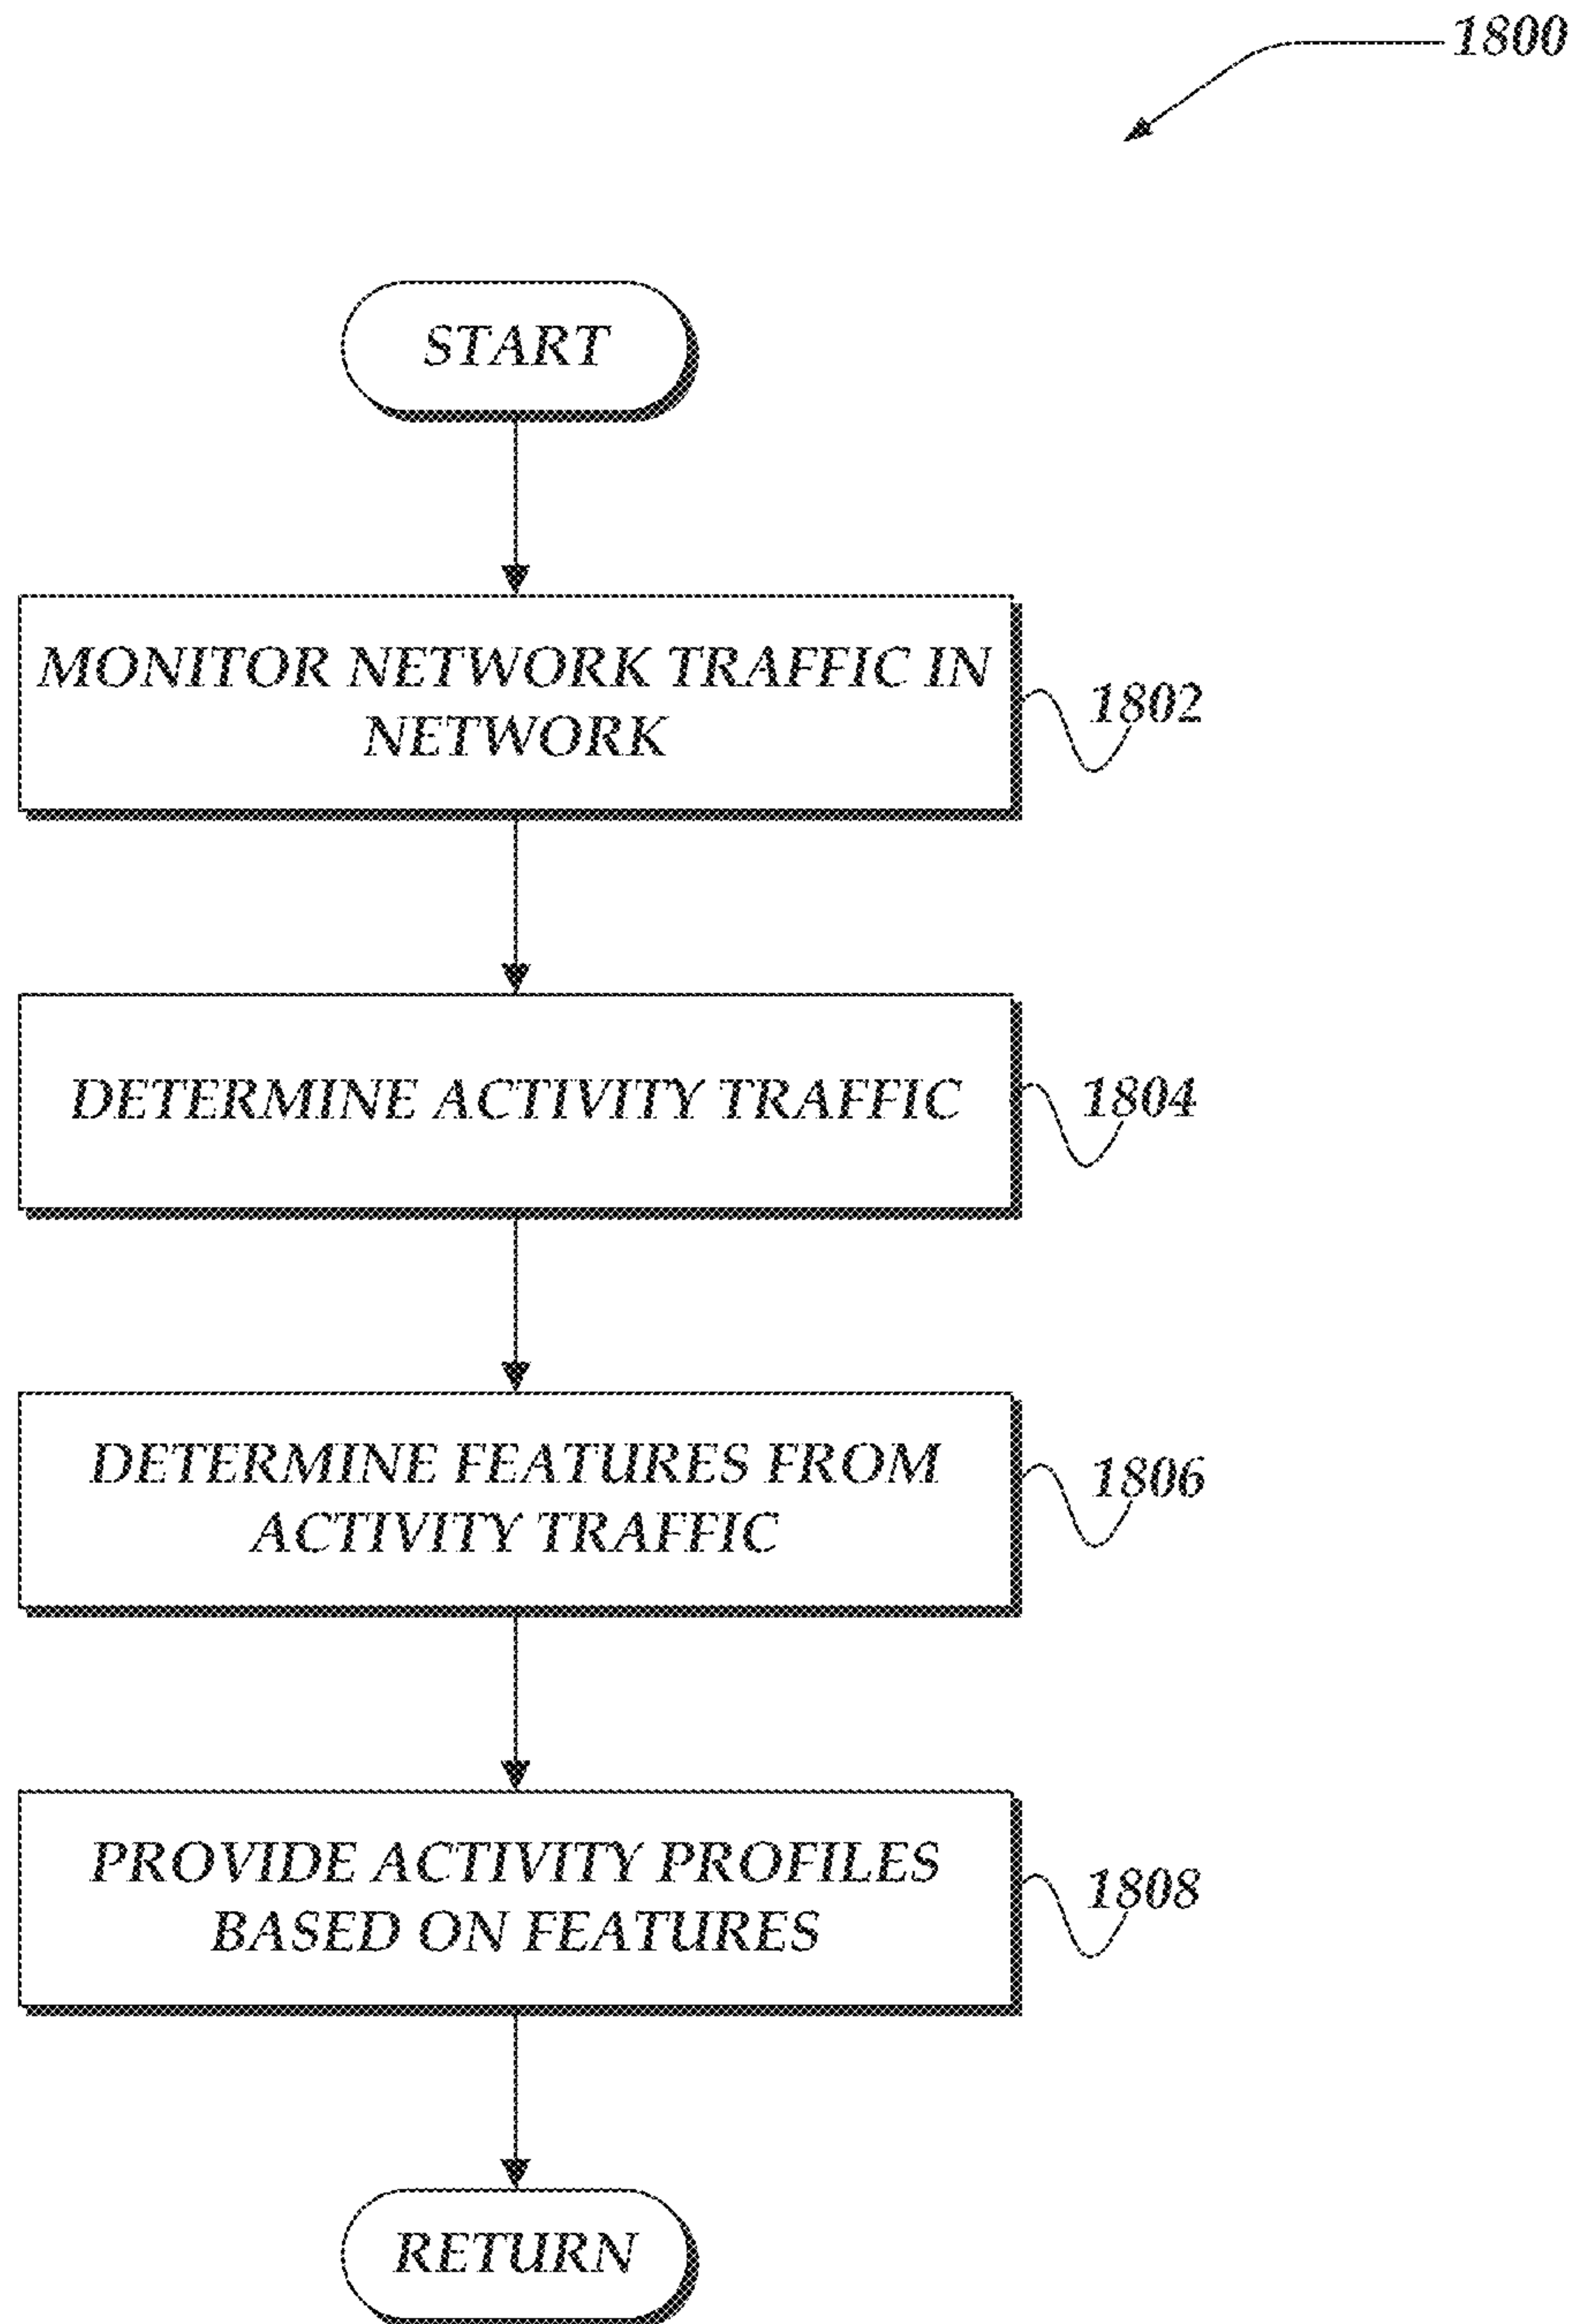 1800
START
MONITOR NETWORK TRAFFIC IN
NETWORK
1802
DETERMINE ACTIVITY TRAFFIC
1804
DETERMINE FEATURES FROM
ACTIVITY TRAFFIC
1806
PROVIDE ACTIVITY PROFILES
BASED ON FEATURES
1808
RETURN